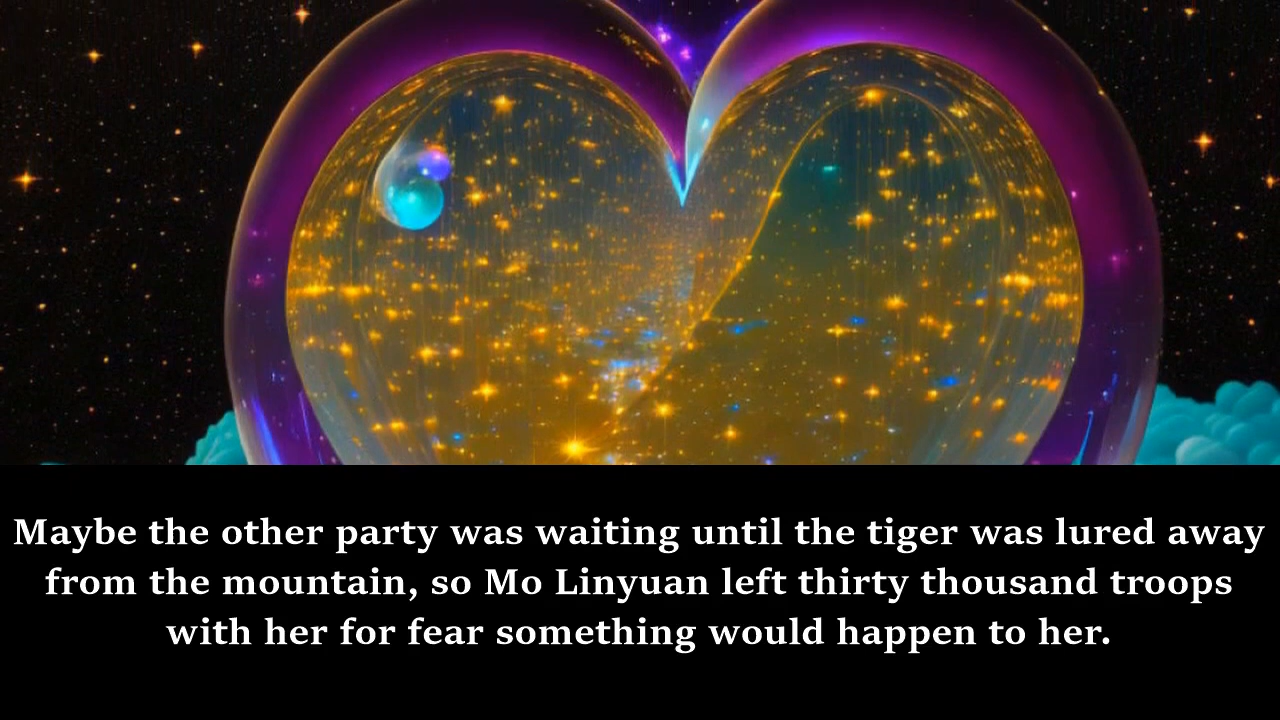 Maybe the other party was waiting until the tiger was lured away
from the mountain, so Mo Linyuan left thirty thousand troops
with her for fear something would happen to her.